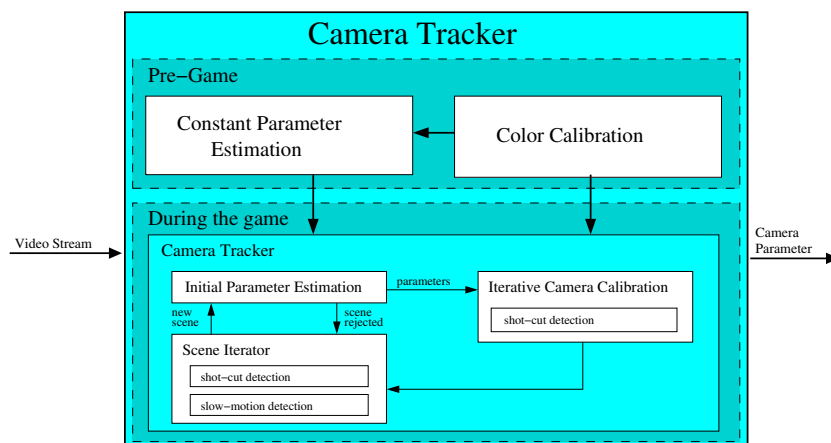 Camera Tracker
Pre-Game
Constant Parameter
Estimation
Color Calibration
During the game
Video Stream
Camera
Parameter
Camera Tracker
Initial Parameter Estimation
parameters
Iterative Camera Calibration
shot-cut detection
new
scene
scene
rejected
Scene Iterator
shot-cut detection
slow-motion detection